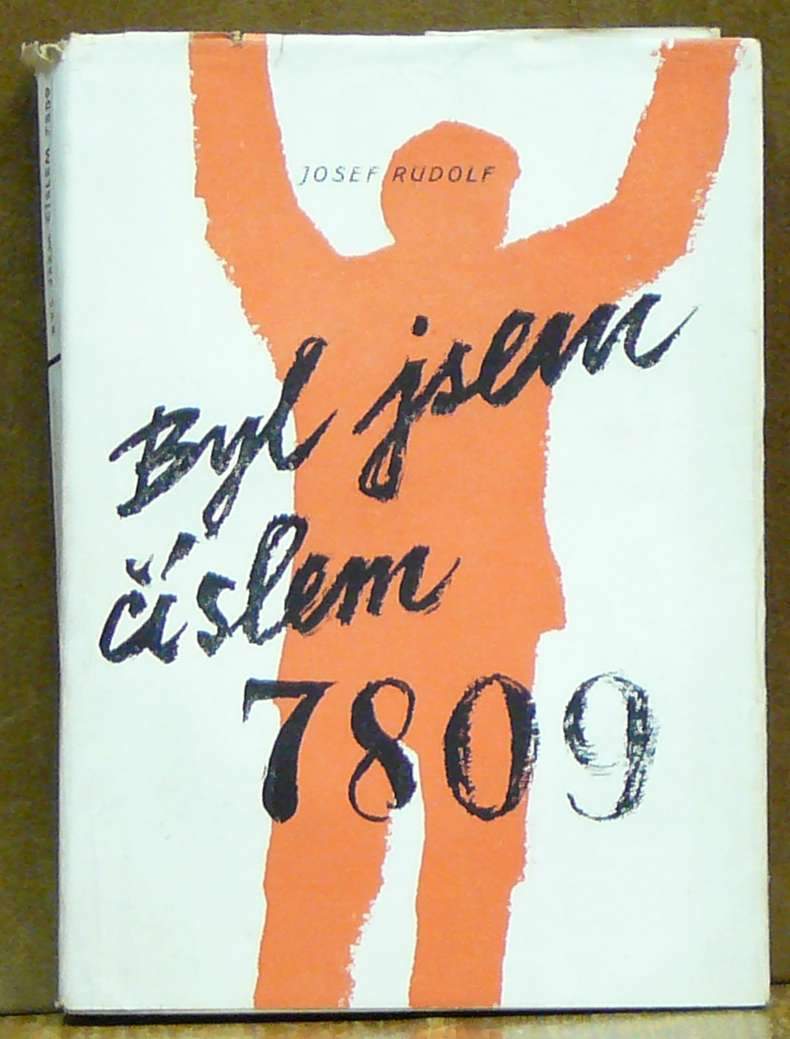 JOSEF RUDOLF
Byl jsem
číslem
7809